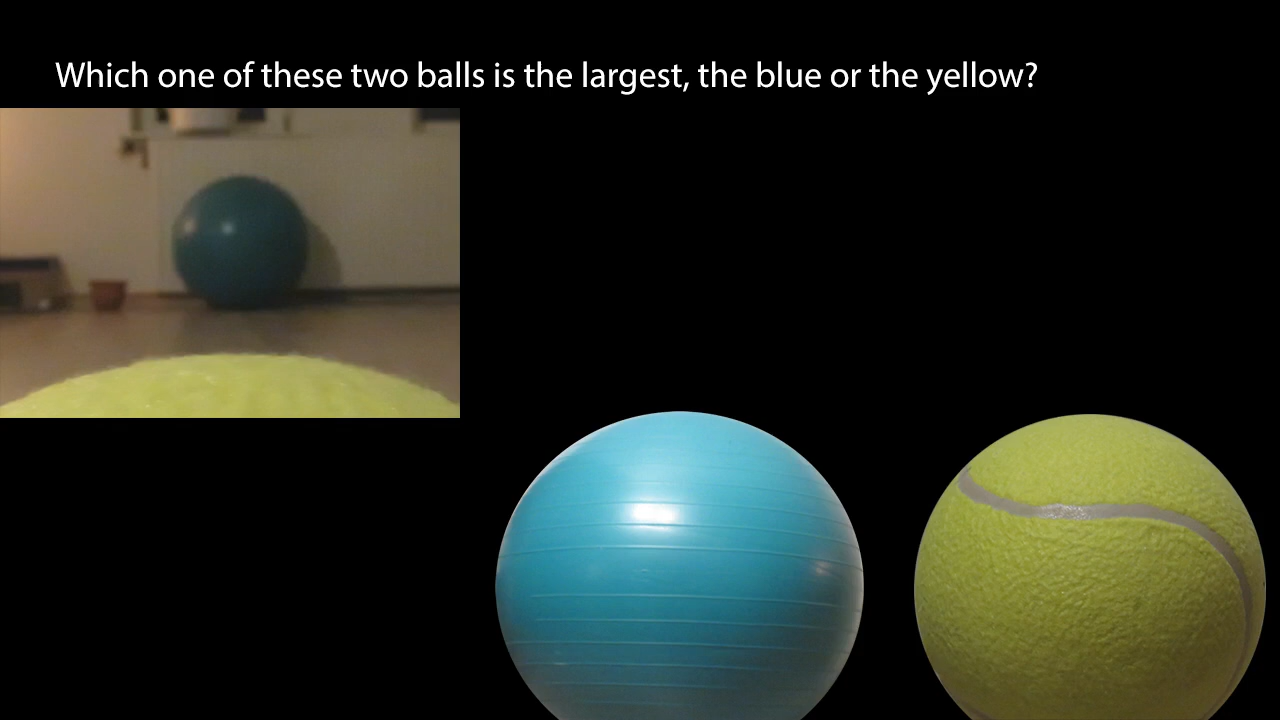 Which one of these two balls is the largest, the blue or the yellow?